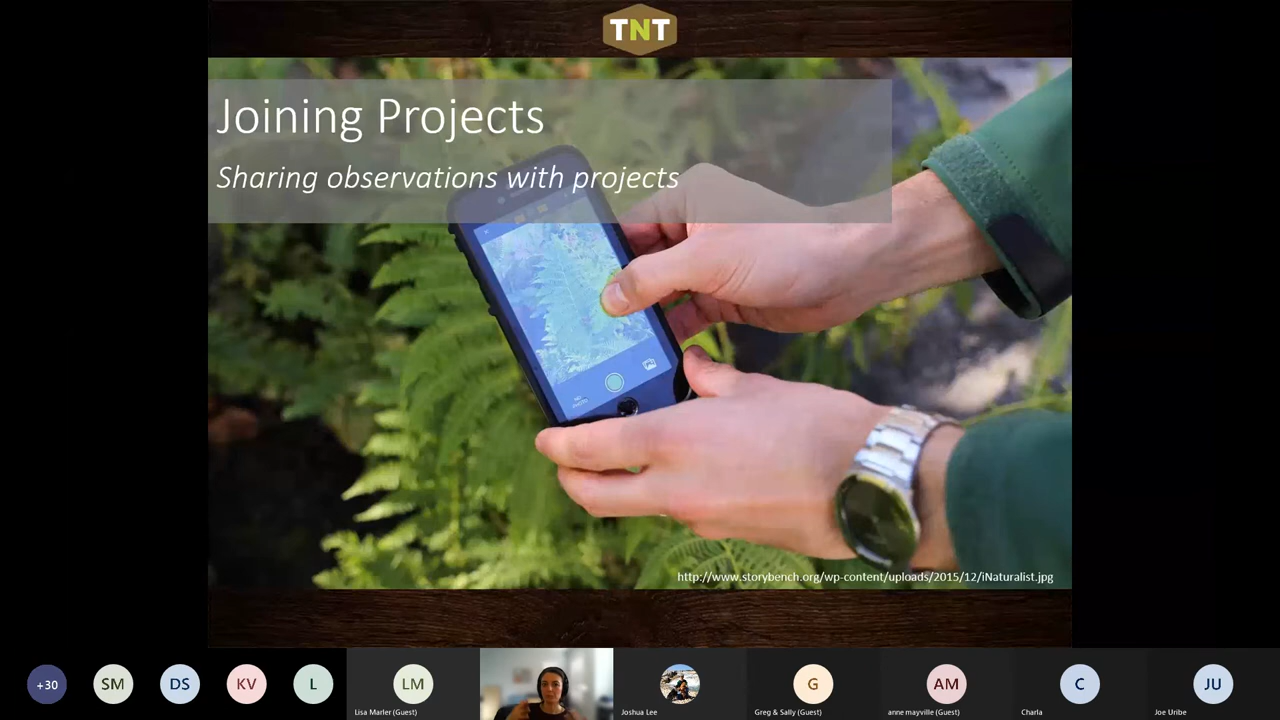 TNT
Joining Projects
Sharing observations with projects
http://www.storybench.org/wp-content/uploads/2015/12/iNaturalist.jpg
+30
SM
DS
KV
L
LM
G
AM
C
JU
Lisa Marler (Guest)
Joshua Lee
Greg & Sally (Guest)
anne mayville (Guest)
Charla
Joe Uribe